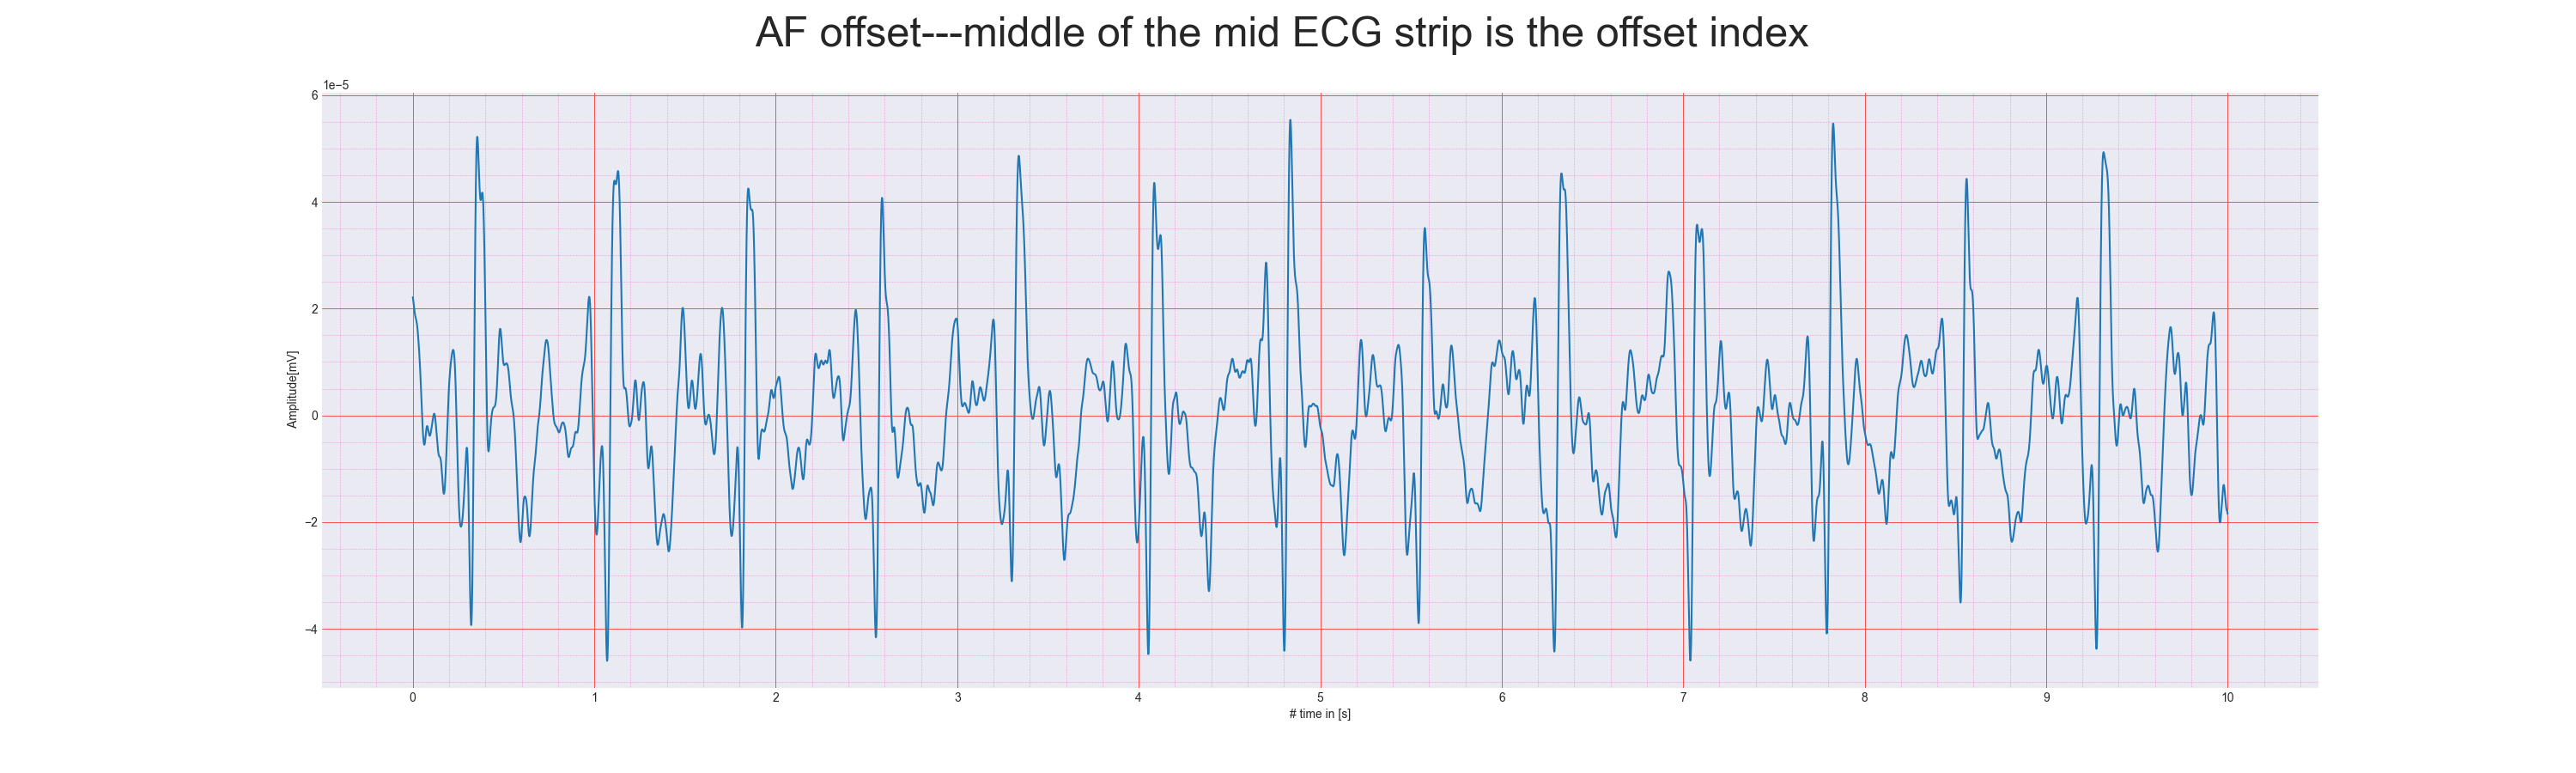 AF offset---middle of the mid ECG strip is the offset index
1e−5
6
4
2
0
−2
−4
Amplitude[mV]
0 1 2 3 4 5 6 7 8 9 10
# time in [s]